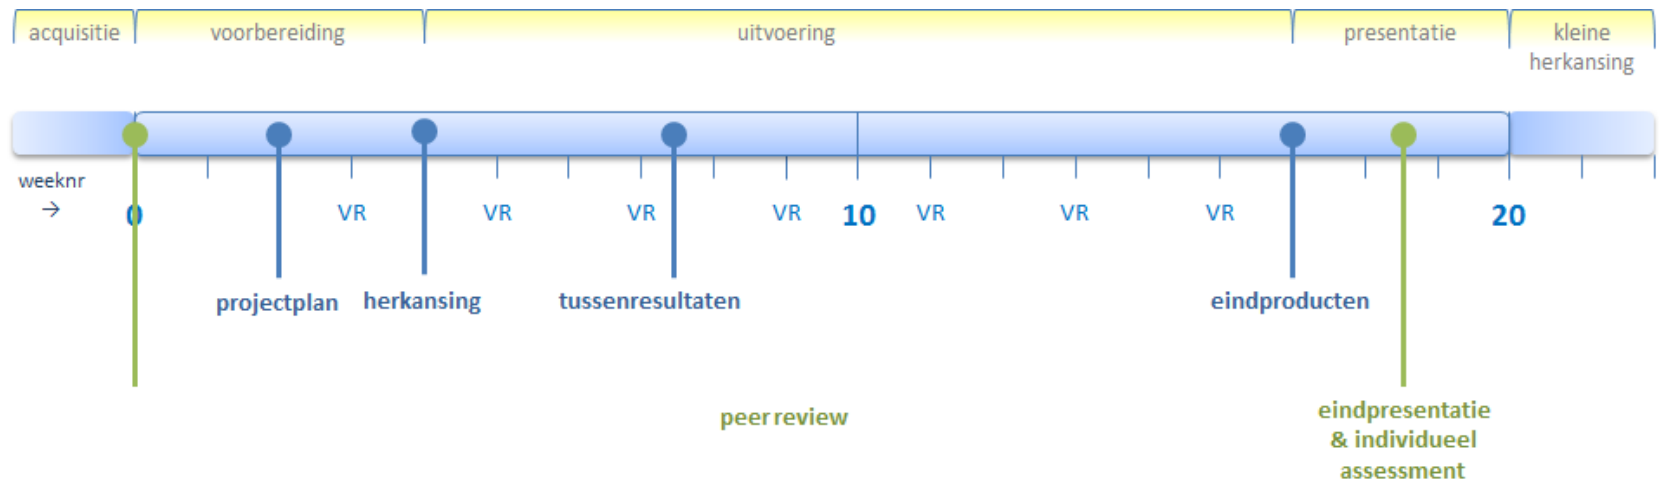 acquisitie
voorbereiding
uitvoering
presentatie
kleine
herkansing
weeknr
→
0
VR
VR
VR
VR
10
VR
VR
VR
20
projectplan
herkansing
tussenresultaten
eindproducten
peer review
eindpresentatie
& individueel
assessment